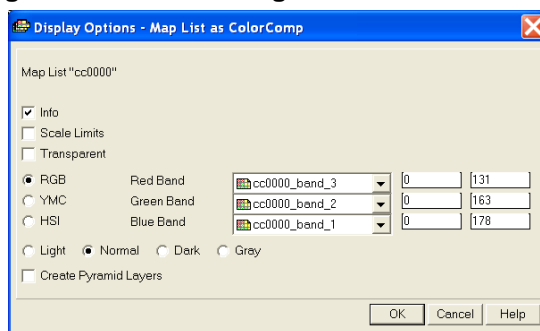 Display Options - Map List as ColorComp
Map List "cc0000"
Info
Scale Limits
Transparent
RGB Red Band cc0000_band_3 0 131
YMC Green Band cc0000_band_2 0 163
HSI Blue Band cc0000_band_1 0 178
Light Normal Dark Gray
Create Pyramid Layers
OK Cancel Help